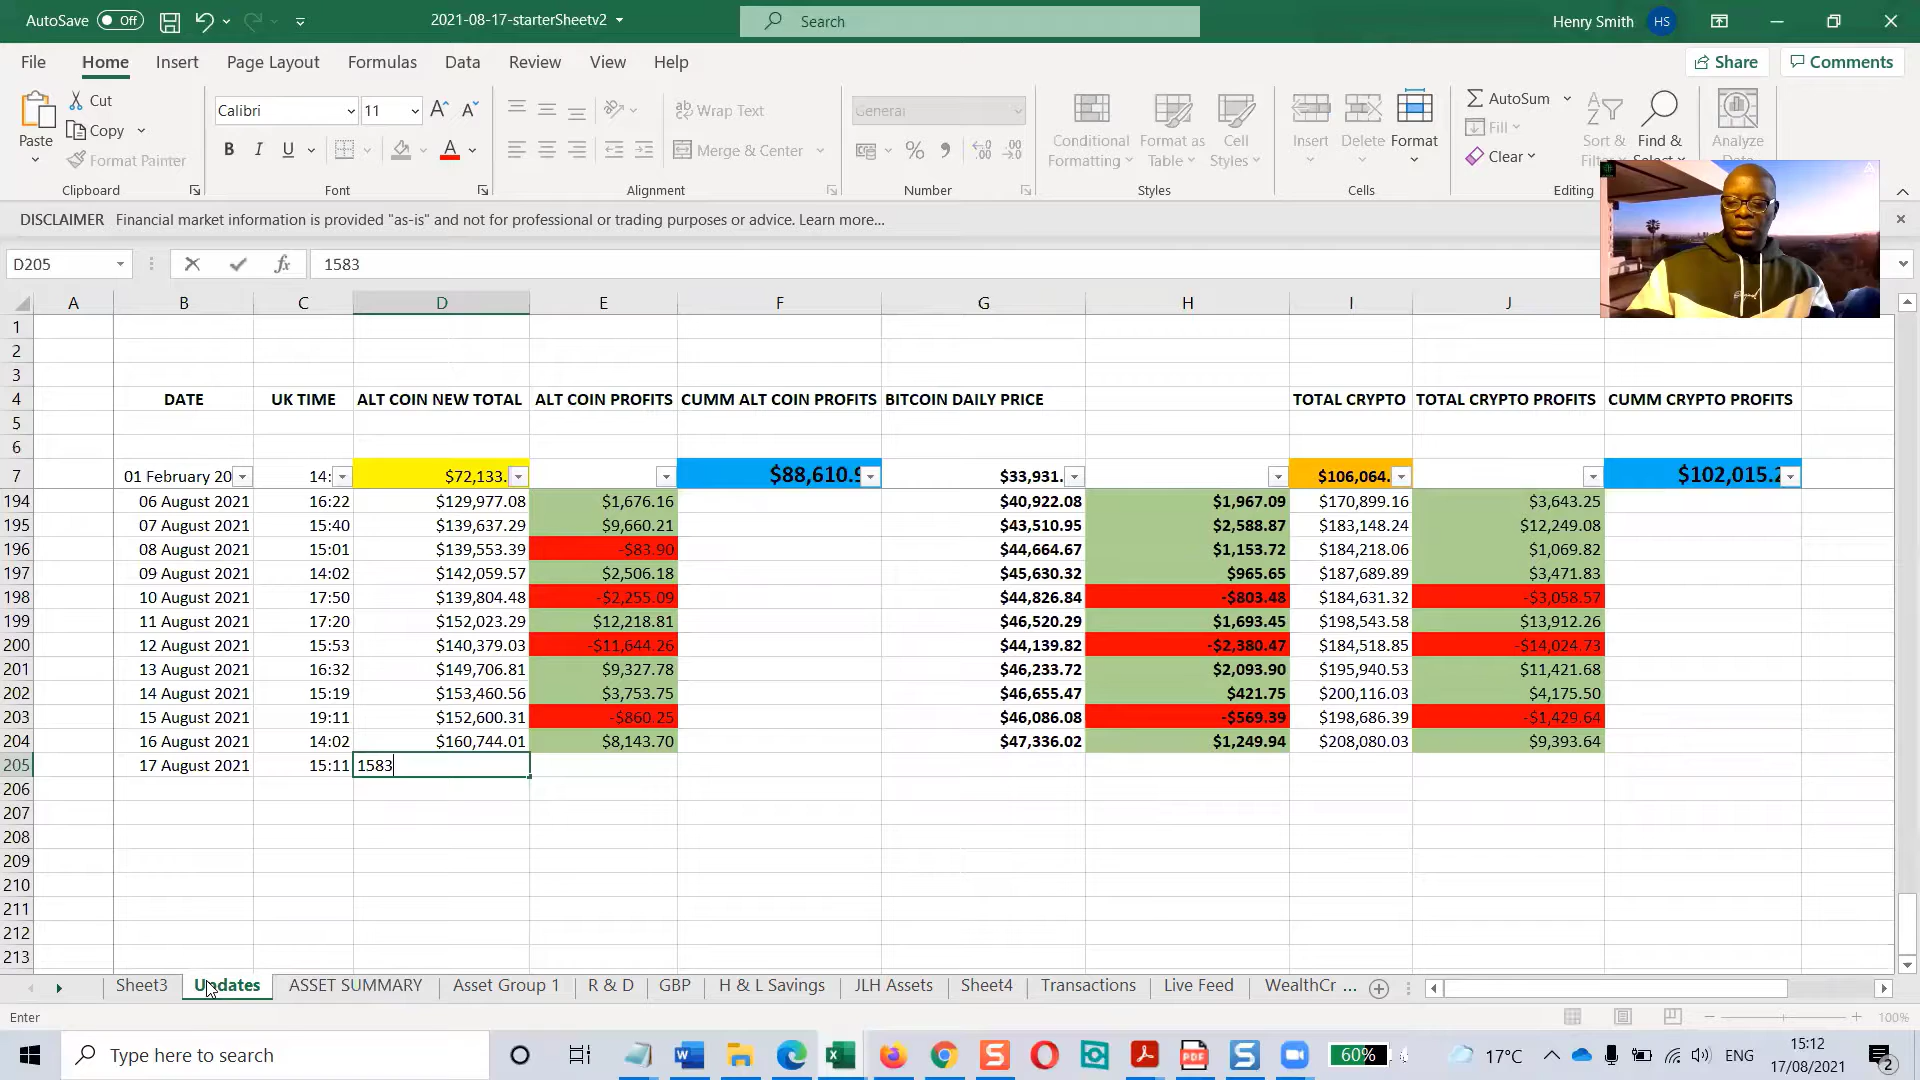 AutoSave Off 2021-08-17-starterSheetv2 Search Henry Smith HS
File Home Insert Page Layout Formulas Data Review View Help Share Comments
Paste Cut Copy Format Painter
Calibri 11 B I U A
Wrap Text Merge & Center
General %
Conditional Formatting Format as Table Cell Styles
Insert Delete Format
AutoSum Fill Clear Sort & Find & Analyze
Clipboard Font Alignment Number Styles Cells Editing
DISCLAIMER Financial market information is provided "as-is" and not for professional or trading purposes or advice. Learn more...
D205 fx 1583
A B C D E F G H I J
1
2
3
4 DATE UK TIME ALT COIN NEW TOTAL ALT COIN PROFITS CUMM ALT COIN PROFITS BITCOIN DAILY PRICE TOTAL CRYPTO TOTAL CRYPTO PROFITS CUMM CRYPTO PROFITS
5
6
7 01 February 20 14: $72,133. $88,610.9 $33,931. $106,064. $102,015.2
194 06 August 2021 16:22 $129,977.08 $1,676.16 $40,922.08 $1,967.09 $170,899.16 $3,643.25
195 07 August 2021 15:40 $139,637.29 $9,660.21 $43,510.95 $2,588.87 $183,148.24 $12,249.08
196 08 August 2021 15:01 $139,553.39 -$83.90 $44,664.67 $1,153.72 $184,218.06 $1,069.82
197 09 August 2021 14:02 $142,059.57 $2,506.18 $45,630.32 $965.65 $187,689.89 $3,471.83
198 10 August 2021 17:50 $139,804.48 -$2,255.09 $44,826.84 -$803.48 $184,631.32 -$3,058.57
199 11 August 2021 17:20 $152,023.29 $12,218.81 $46,520.29 $1,693.45 $198,543.58 $13,912.26
200 12 August 2021 15:53 $140,379.03 -$11,644.26 $44,139.82 -$2,380.47 $184,518.85 -$14,024.73
201 13 August 2021 16:32 $149,706.81 $9,327.78 $46,233.72 $2,093.90 $195,940.53 $11,421.68
202 14 August 2021 15:19 $153,460.56 $3,753.75 $46,655.47 $421.75 $200,116.03 $4,175.50
203 15 August 2021 19:11 $152,600.31 -$860.25 $46,086.08 -$569.39 $198,686.39 -$1,429.64
204 16 August 2021 14:02 $160,744.01 $8,143.70 $47,336.02 $1,249.94 $208,080.03 $9,393.64
205 17 August 2021 15:11 1583
206
207
208
209
210
211
212
213
Sheet3 Updates ASSET SUMMARY Asset Group 1 R & D GBP H & L Savings JLH Assets Sheet4 Transactions Live Feed WealthCr ...
Enter 100%
Type here to search 60% 17°C ENG 15:12
17/08/2021 2